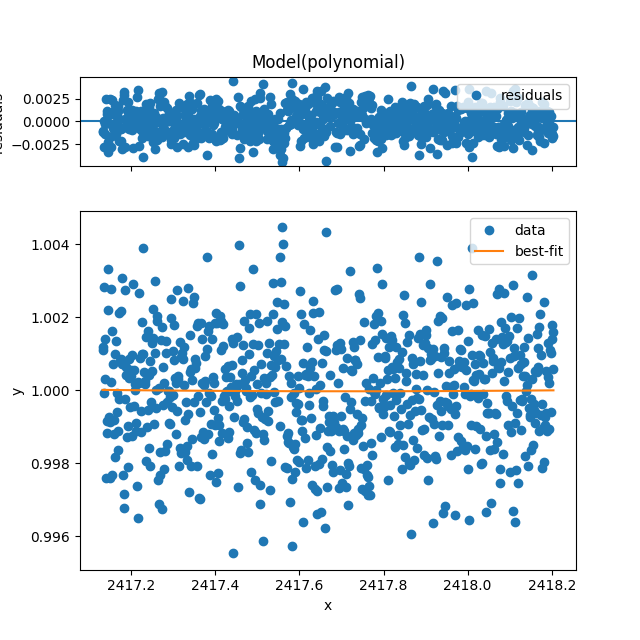 Model(polynomial)
0.0025
0.0000
−0.0025
residuals
residuals
1.004
1.002
1.000
0.998
0.996
y
data
best-fit
2417.2
2417.4
2417.6
2417.8
2418.0
2418.2
x